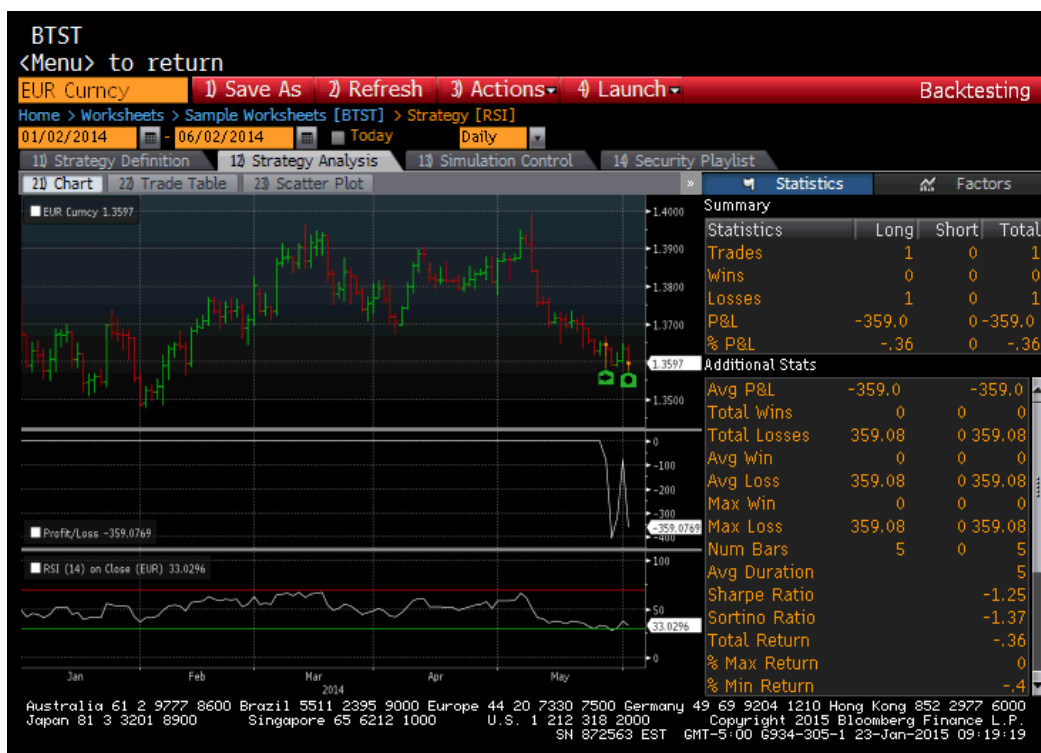 BTST
<Menu> to return
EUR Curncy 1) Save As 2) Refresh 3) Actions 4) Launch Backtesting
Home > Worksheets > Sample Worksheets [BTST] > Strategy [RSI]
01/02/2014 - 06/02/2014 Today Daily
11) Strategy Definition 12) Strategy Analysis 13) Simulation Control 14) Security Playlist
21) Chart 22) Trade Table 23) Scatter Plot » Statistics Factors
EUR Curncy 1.3597
1.4000
1.3900
1.3800
1.3700
1.3597
1.3500
Summary
Statistics Long Short Total
Trades 1 0 1
Wins 0 0 0
Losses 1 0 1
P&L -359.0 0 -359.0
% P&L -.36 0 -.36
Additional Stats
Avg P&L -359.0 -359.0
Total Wins 0 0 0
Total Losses 359.08 0 359.08
Avg Win 0 0 0
Avg Loss 359.08 0 359.08
Max Win 0 0 0
Max Loss 359.08 0 359.08
Num Bars 5 0 5
Avg Duration 5
Sharpe Ratio -1.25
Sortino Ratio -1.37
Total Return -.36
% Max Return 0
% Min Return -.4
0
-100
-200
-300
-359.0769
-400
Profit/Loss -359.0769
RSI (14) on Close (EUR) 33.0296
100
50
33.0296
0
Jan Feb Mar Apr May
2014
Australia 61 2 9777 8600 Brazil 5511 2395 9000 Europe 44 20 7330 7500 Germany 49 69 9204 1210 Hong Kong 852 2977 6000
Japan 81 3 3201 8900 Singapore 65 6212 1000 U.S. 1 212 318 2000 Copyright 2015 Bloomberg Finance L.P.
SN 872563 EST GMT-5:00 G934-305-1 23-Jan-2015 09:19:19